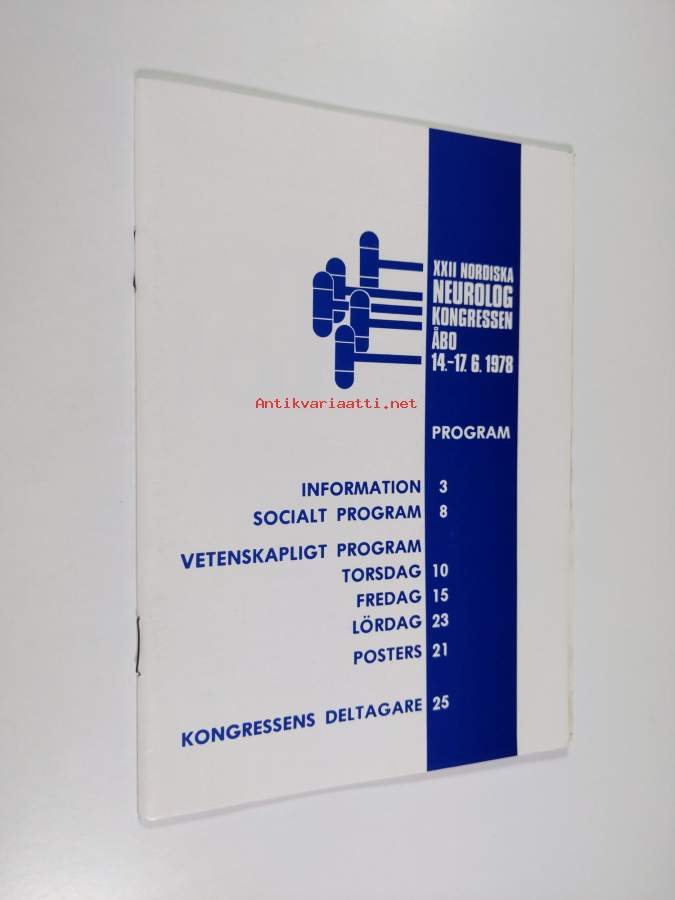 XXII NORDISKA
NEUROLOG
KONGRESSEN
ÅBO
14.-17. 6. 1978
Antikvariaatti.net
PROGRAM
INFORMATION 3
SOCIALT PROGRAM 8
VETENSKAPLIGT PROGRAM
TORSDAG 10
FREDAG 15
LÖRDAG 23
POSTERS 21
KONGRESSENS DELTAGARE 25